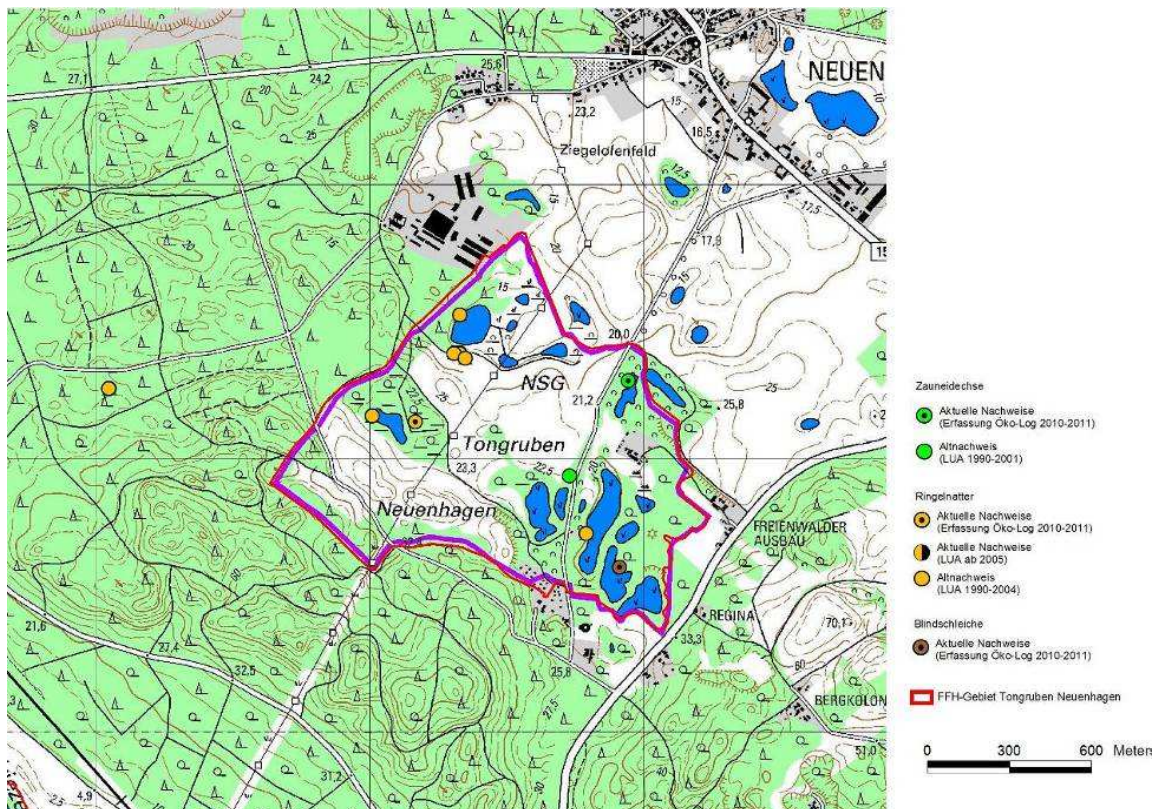 27,1
24,2
25,6
NEUEN
23,2
16,5
Ziegelofenfeld
12,5
17,5
17,3
15
20,0
NSG
21,2
25,8
22,5
Tongruben
23,3
22,5
Neuenhagen
FREIENWALDER
AUSBAU
REGINA
33,3
70,1
21,6
27,4
32,5
25,8
27,5
BERGKOLON
51,0
31,2
4,9
Zauneidechse
Aktuelle Nachweise
(Erfassung Öko-Log 2010-2011)
Altnachweis
(LUA 1990-2001)
Ringelnatter
Aktuelle Nachweise
(Erfassung Öko-Log 2010-2011)
Aktuelle Nachweise
(LUA ab 2005)
Altnachweis
(LUA 1990-2004)
Blindschleiche
Aktuelle Nachweise
(Erfassung Öko-Log 2010-2011)
FFH-Gebiet Tongruben Neuenhagen
0 300 600 Meters